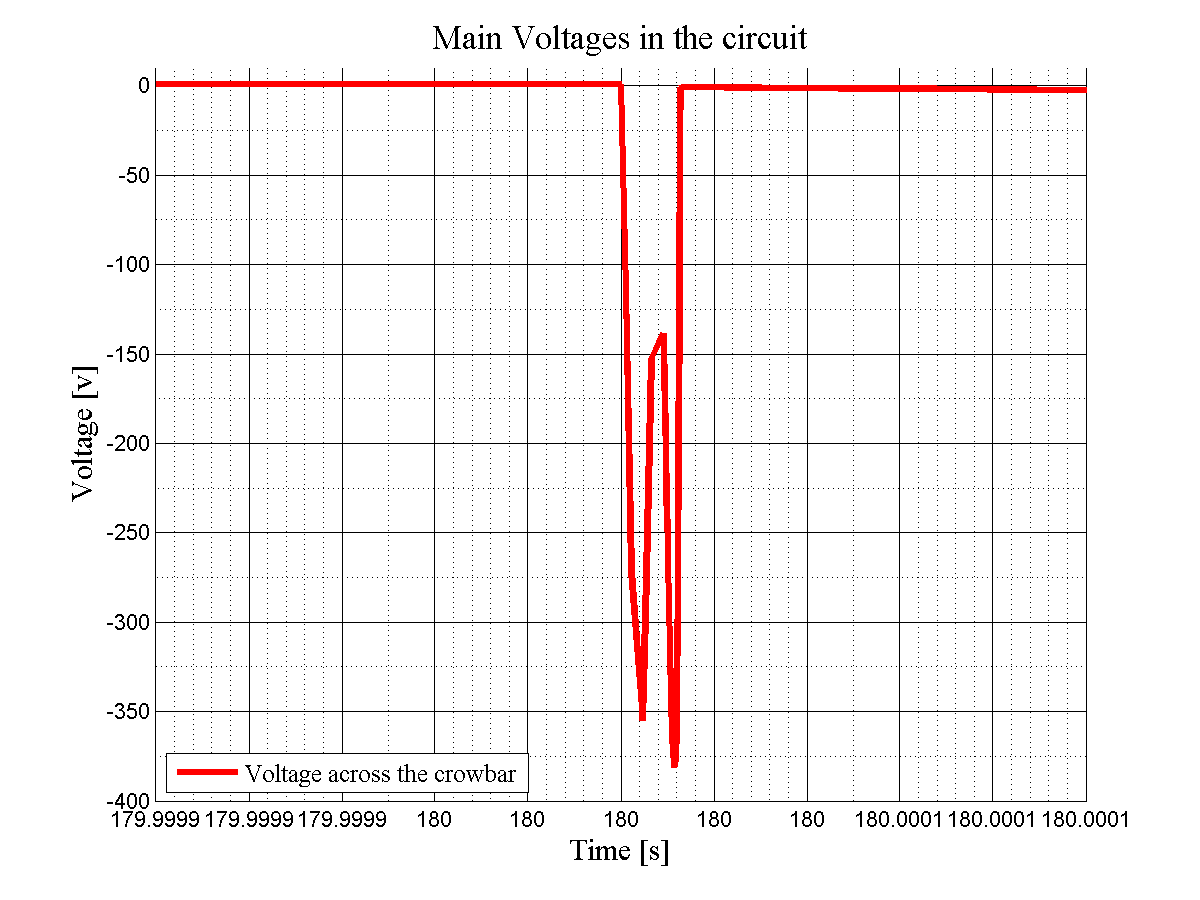 Main Voltages in the circuit
0
-50
-100
-150
-200
-250
-300
-350
-400
Voltage [v]
Voltage across the crowbar
179.9999 179.9999 179.9999 180 180 180 180 180 180.0001 180.0001 180.0001
Time [s]